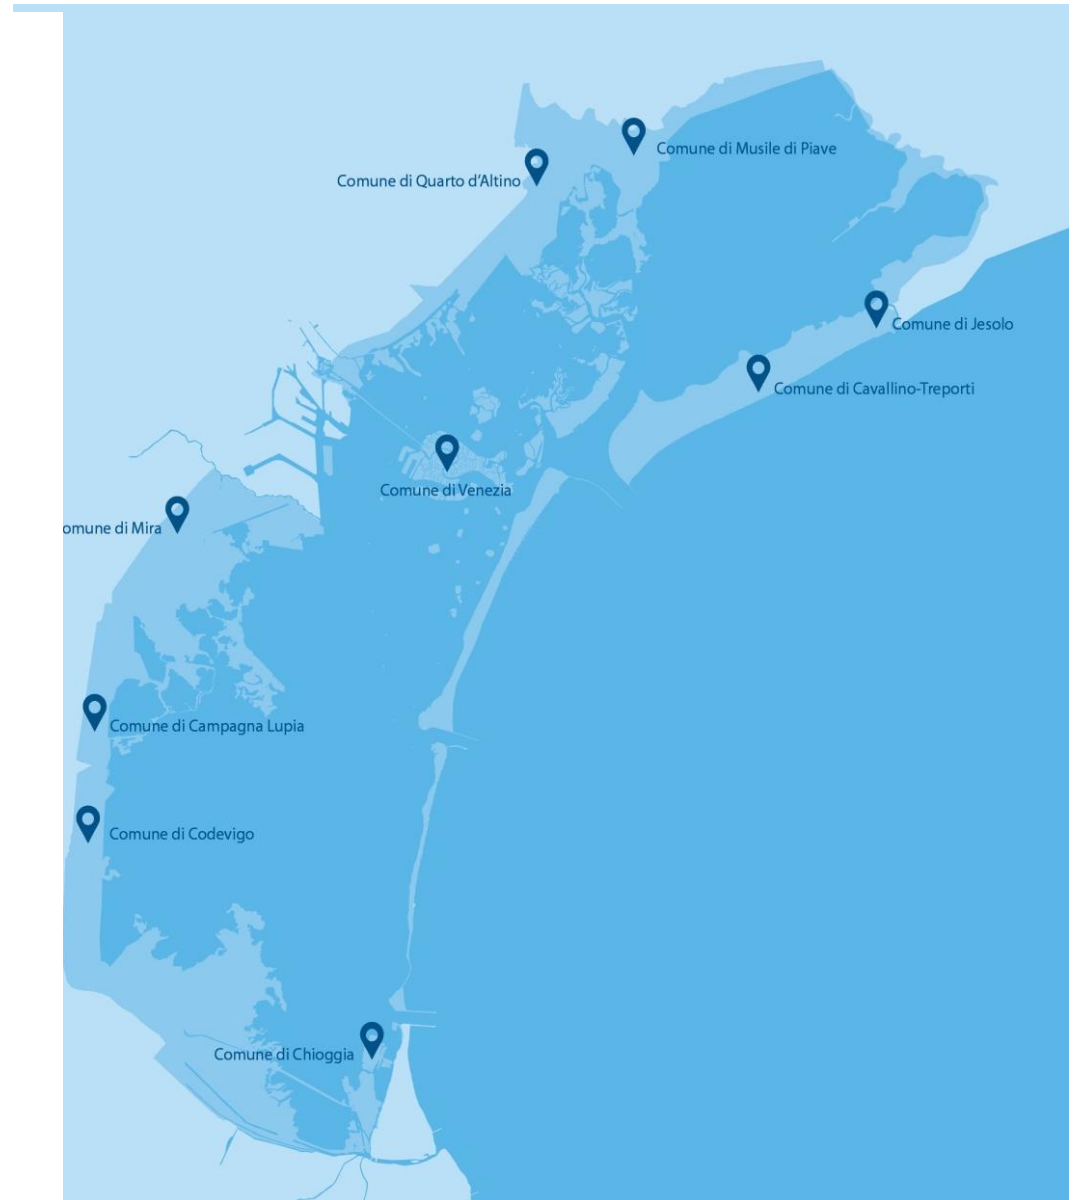 Comune di Musile di Piave
Comune di Quarto d'Altino
Comune di Jesolo
Comune di Cavallino-Treporti
Comune di Venezia
omune di Mira
Comune di Campagna Lupia
Comune di Codevigo
Comune di Chioggia